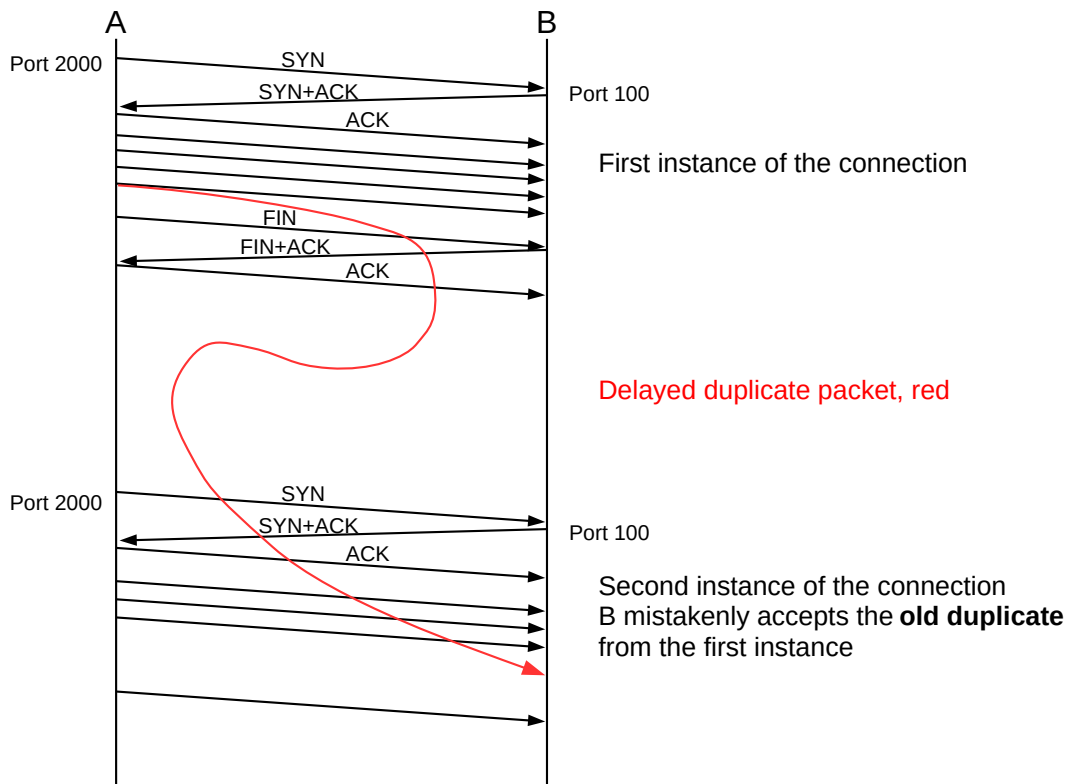 A
B
Port 2000
SYN
SYN+ACK
Port 100
ACK
First instance of the connection
FIN
FIN+ACK
ACK
Delayed duplicate packet, red
Port 2000
SYN
SYN+ACK
Port 100
ACK
Second instance of the connection
B mistakenly accepts the old duplicate
from the first instance